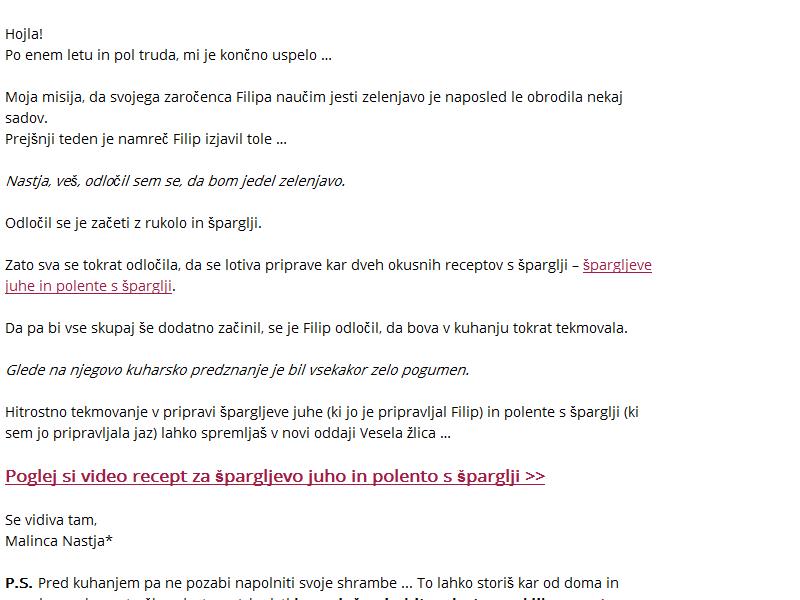 Hojla!
Po enem letu in pol truda, mi je končno uspelo ...
Moja misija, da svojega zaročenca Filipa naučim jesti zelenjavo je naposled le obrodila nekaj
sadov.
Prejšnji teden je namreč Filip izjavil tole ...
Nastja, veš, odločil sem se, da bom jedel zelenjavo.
Odločil se je začeti z rukolo in šparglji.
Zato sva se tokrat odločila, da se lotiva priprave kar dveh okusnih receptov s šparglji – špargljeve
juhe in polente s šparglji.
Da pa bi vse skupaj še dodatno začinil, se je Filip odločil, da bova v kuhanju tokrat tekmovala.
Glede na njegovo kuharsko predznanje je bil vsekakor zelo pogumen.
Hitrostno tekmovanje v pripravi špargljeve juhe (ki jo je pripravljal Filip) in polente s šparglji (ki
sem jo pripravljala jaz) lahko spremljaš v novi oddaji Vesela žlica ...
Poglej si video recept za špargljevo juho in polento s šparglji >>
Se vidiva tam,
Malinca Nastja*
P.S. Pred kuhanjem pa ne pozabi napolniti svoje shrambe ... To lahko storiš kar od doma in